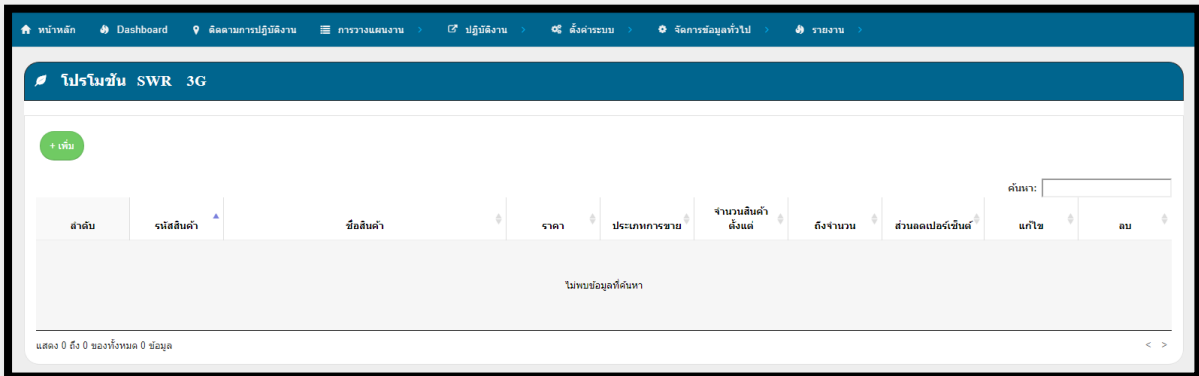 หน้าหลัก Dashboard ติดตามการปฏิบัติงาน การวางแผนงาน > ปฏิบัติงาน > ตั้งค่าระบบ > จัดการข้อมูลทั่วไป > รายงาน >
โปรโมชัน SWR 3G
+ เพิ่ม
ค้นหา:
ลำดับ รหัสสินค้า ชื่อสินค้า ราคา ประเภทการขาย จำนวนสินค้า ตั้งแต่ ถึงจำนวน ส่วนลดเปอร์เซ็นต์ แก้ไข ลบ
ไม่พบข้อมูลที่ค้นหา
แสดง 0 ถึง 0 ของทั้งหมด 0 ข้อมูล < >